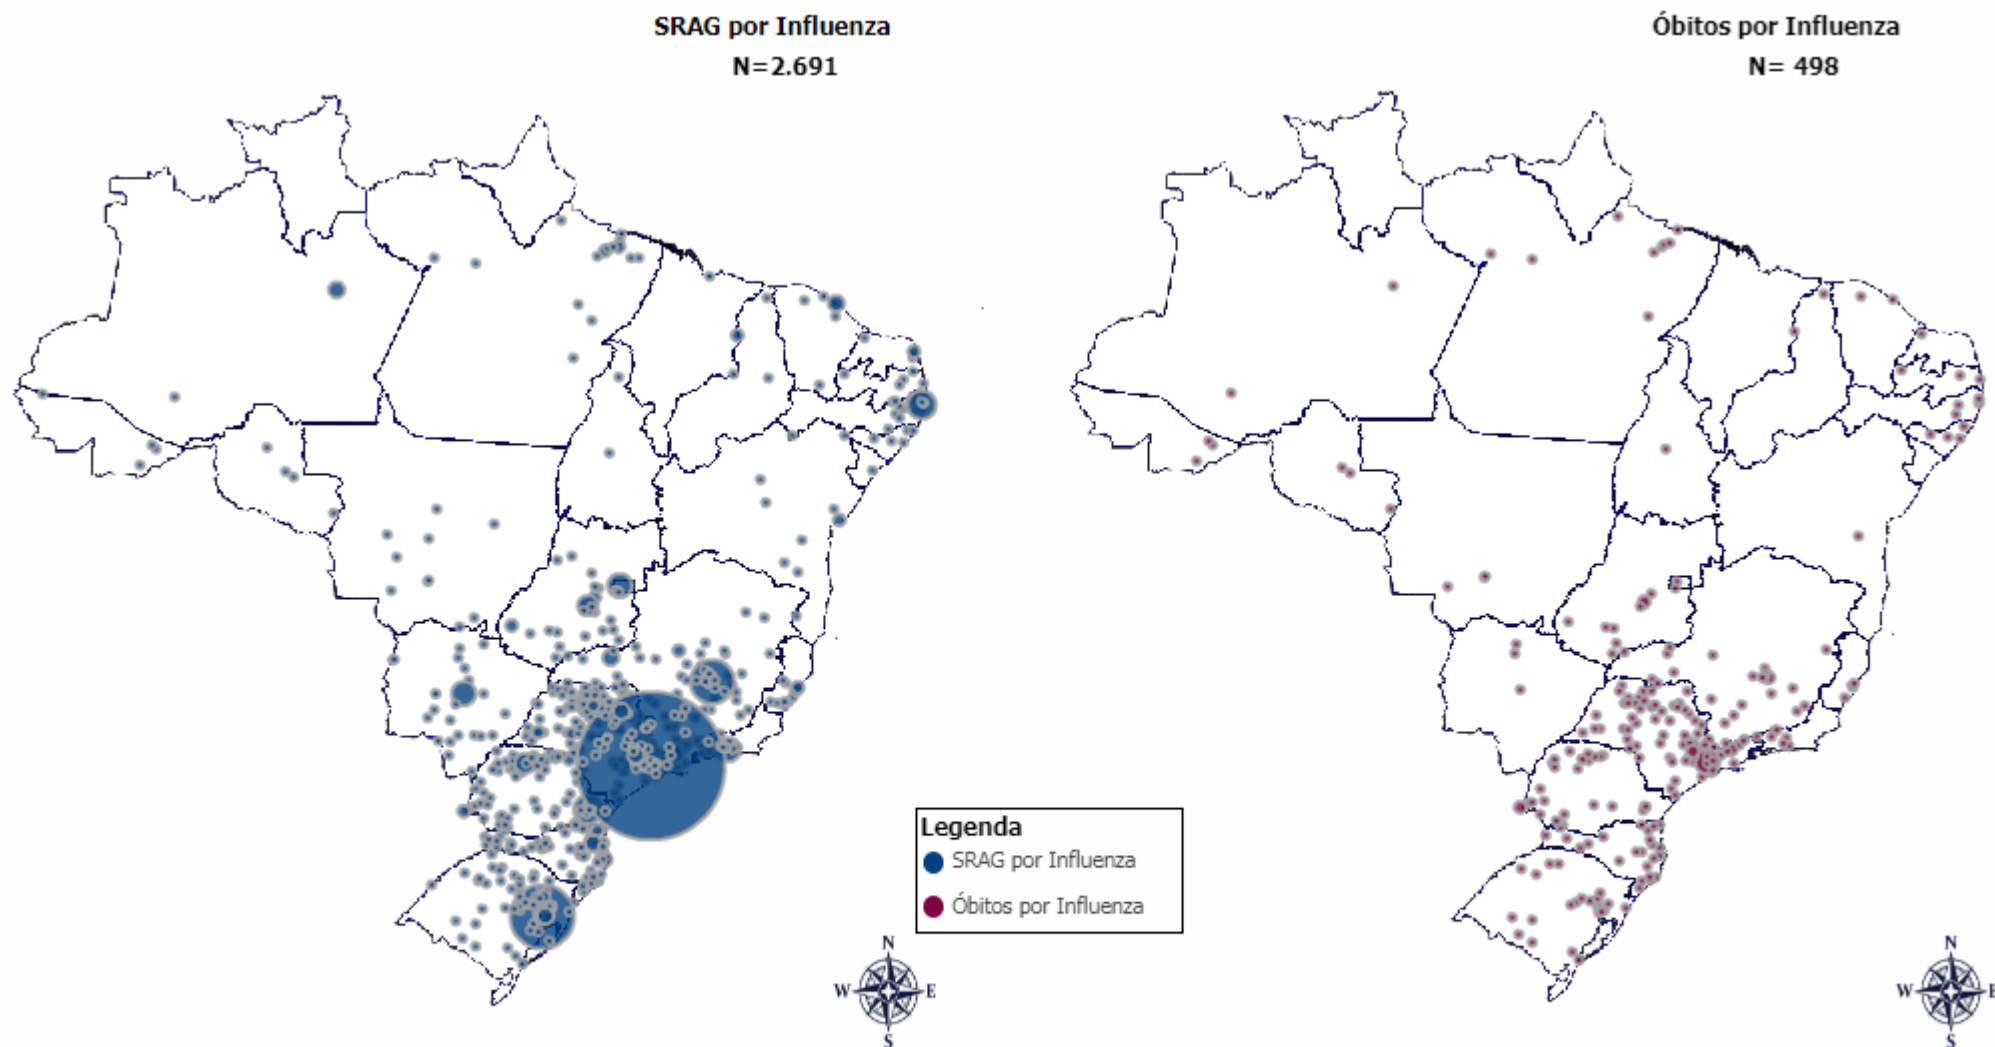 SRAG por Influenza
N=2.691
Óbitos por Influenza
N= 498
Legenda
SRAG por Influenza
Óbitos por Influenza
N
W
E
S
N
W
E
S